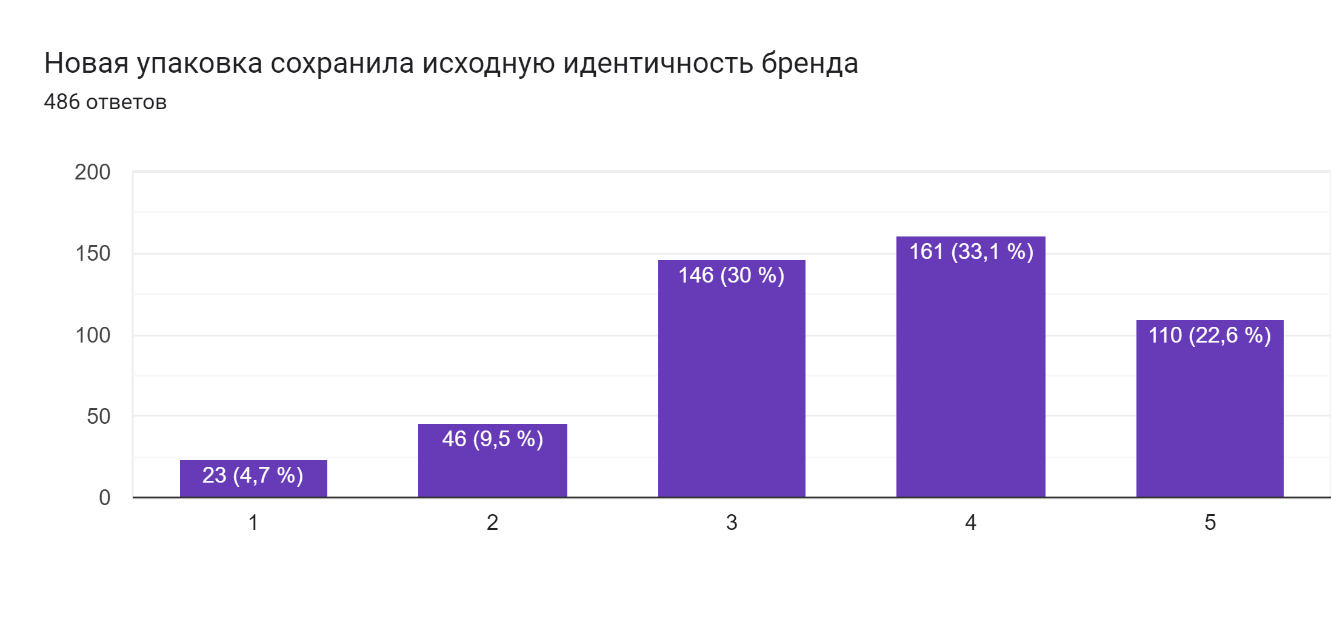 Новая упаковка сохранила исходную идентичность бренда
486 ответов
200
150
100
50
0
23 (4,7 %)
46 (9,5 %)
146 (30 %)
161 (33,1 %)
110 (22,6 %)
1 2 3 4 5